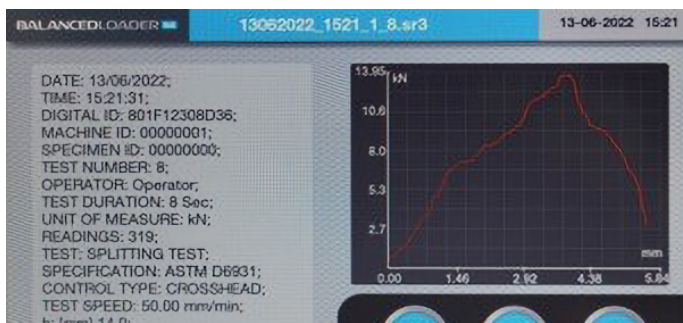 BALANCEDLOADER
13062022_1521_1_8.sr3
13-06-2022 15:21
DATE: 13/06/2022;
TIME: 15:21:31;
DIGITAL ID: 801F12308D36;
MACHINE ID: 00000001;
SPECIMEN ID: 00000000;
TEST NUMBER: 8;
OPERATOR: Operator;
TEST DURATION: 8 Sec;
UNIT OF MEASURE: kN;
READINGS: 319;
TEST: SPLITTING TEST;
SPECIFICATION: ASTM D6931;
CONTROL TYPE: CROSSHEAD;
TEST SPEED: 50.00 mm/min;
13.95 kN
10.6
8.0
5.3
2.7
mm
0.00 1.46 2.92 4.38 5.84